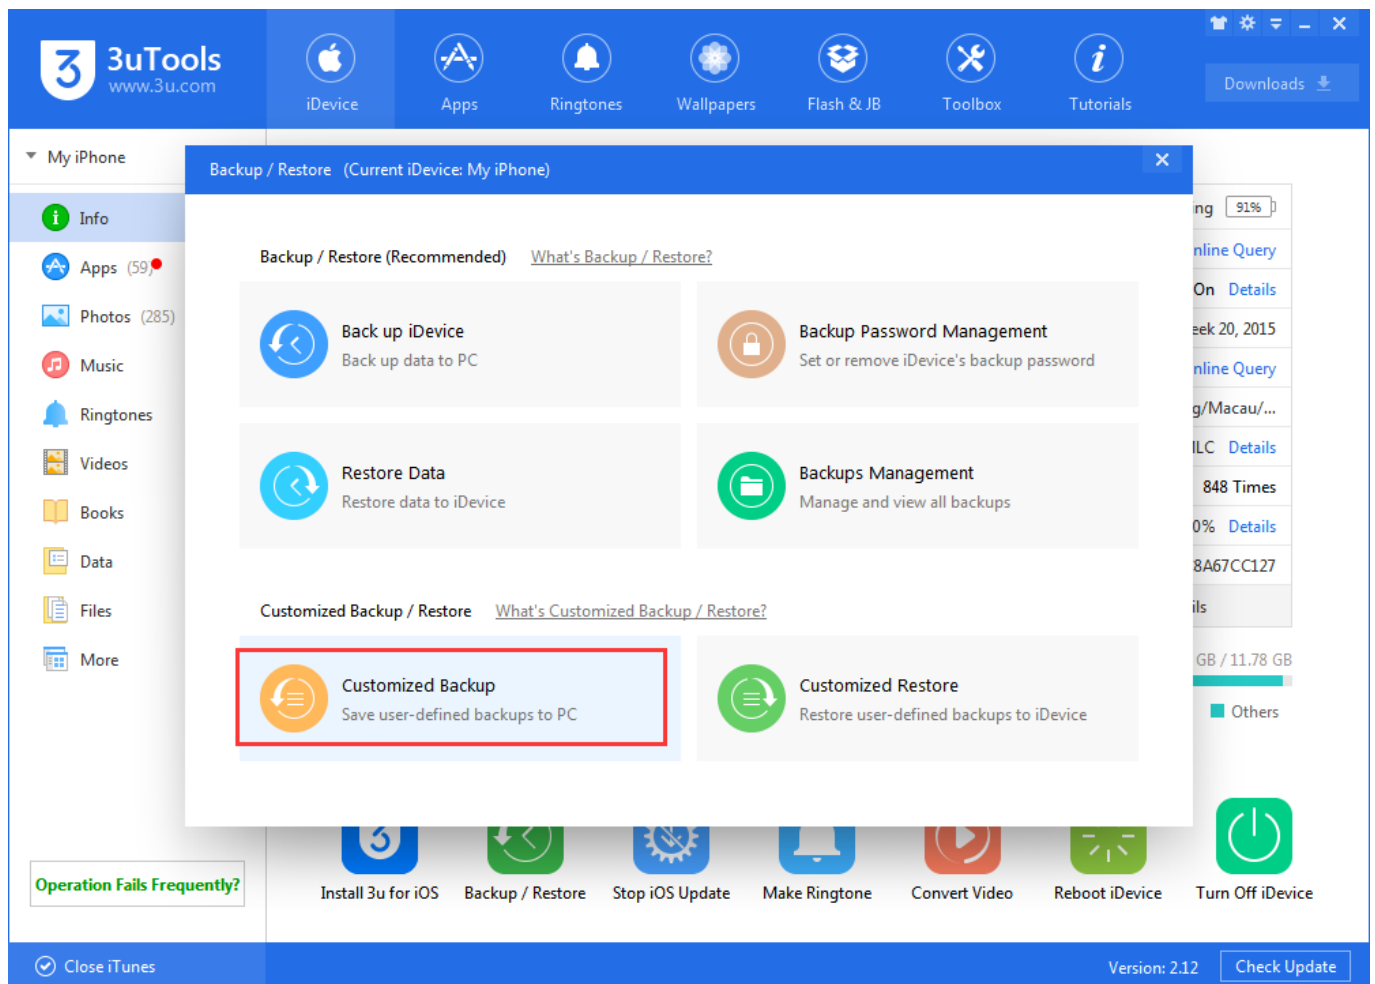 3 3uTools
www.3u.com
iDevice
Apps
Ringtones
Wallpapers
Flash & JB
Toolbox
Tutorials
Downloads
My iPhone
Backup / Restore (Current iDevice: My iPhone)
Info
Apps (59)
Photos (285)
Music
Ringtones
Videos
Books
Data
Files
More
Backup / Restore (Recommended) What's Backup / Restore?
Back up iDevice
Back up data to PC
Backup Password Management
Set or remove iDevice's backup password
Restore Data
Restore data to iDevice
Backups Management
Manage and view all backups
Customized Backup / Restore What's Customized Backup / Restore?
Customized Backup
Save user-defined backups to PC
Customized Restore
Restore user-defined backups to iDevice
ng 91%
nline Query
On Details
eek 20, 2015
nline Query
g/Macau/...
LC Details
848 Times
0% Details
8A67CC127
ils
GB / 11.78 GB
Others
Install 3u for iOS
Backup / Restore
Stop iOS Update
Make Ringtone
Convert Video
Reboot iDevice
Turn Off iDevice
Operation Fails Frequently?
Close iTunes
Version: 2.12
Check Update